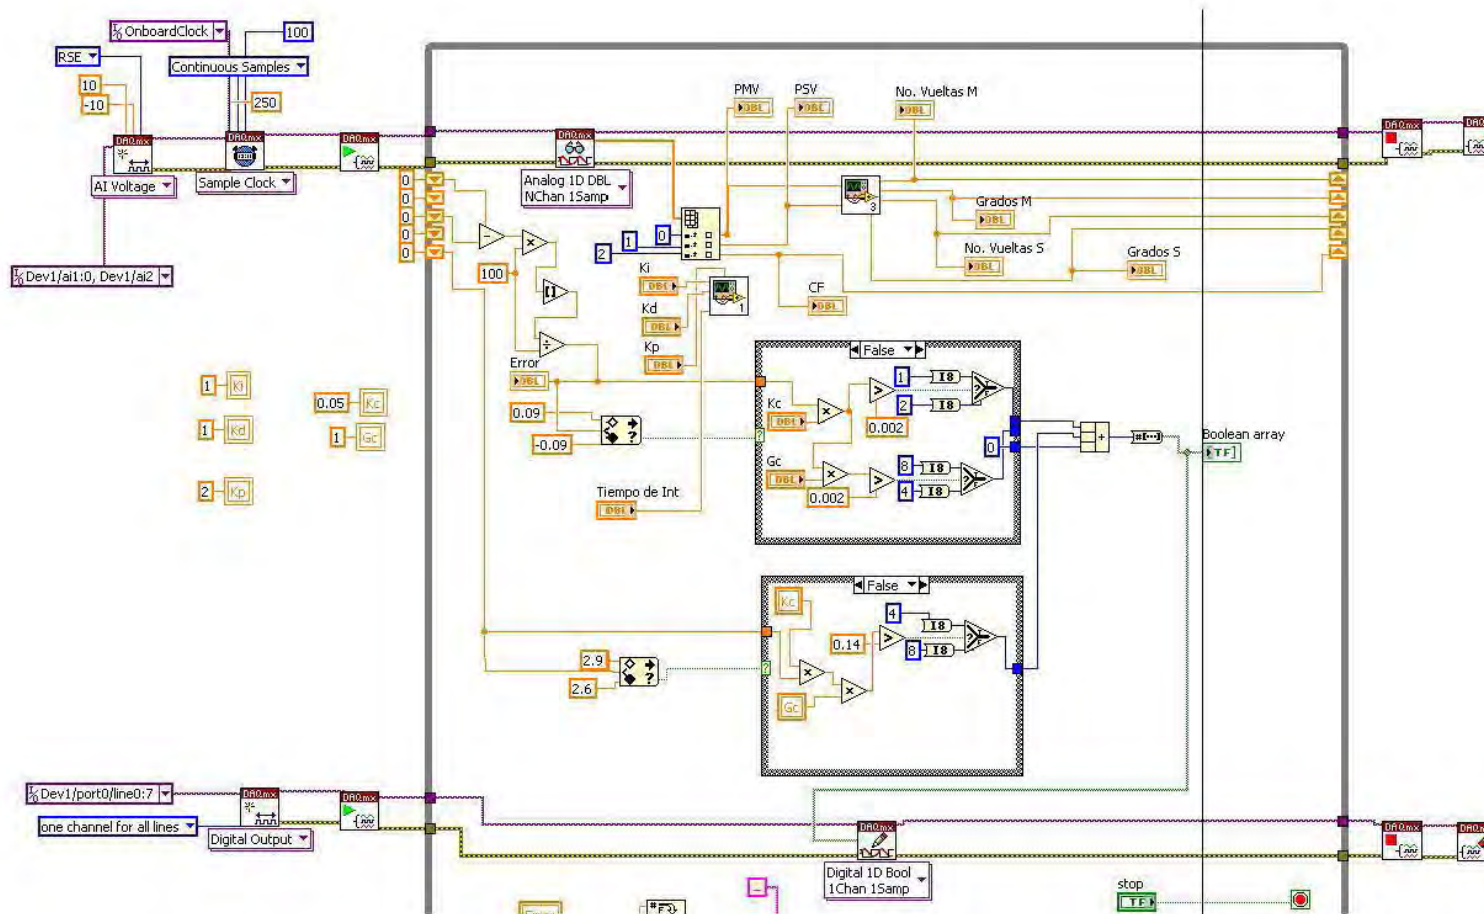 OnboardClock
100
RSE
Continuous Samples
10
-10
250
PMV
PSV
No. Vueltas M
DBL
DBL
DBL
DAQmx
DAQmx
DAQmx
DAQmx
DAQmx
AI Voltage
Sample Clock
Analog 1D DBL
NChan 1Samp
0
0
0
0
0
3
Grados M
DBL
No. Vueltas S
DBL
Grados S
DBL
0
1
2
100
Dev1/ai1:0, Dev1/ai2
Ki
DBL
Kd
DBL
Kp
DBL
1
CF
DBL
Error
DBL
False
1
Ki
0.05
Kc
1
Kd
1
Gc
2
Kp
0.09
-0.09
Kc
DBL
1
I8
2
I8
0.002
0
Boolean array
TF
Gc
DBL
8
I8
4
I8
0.002
Tiempo de Int
DBL
False
Kc
4
I8
0.14
8
I8
2.9
2.6
Gc
Dev1/port0/line0:7
DAQmx
DAQmx
one channel for all lines
Digital Output
DAQmx
DAQmx
Digital 1D Bool
1Chan 1Samp
stop
TF